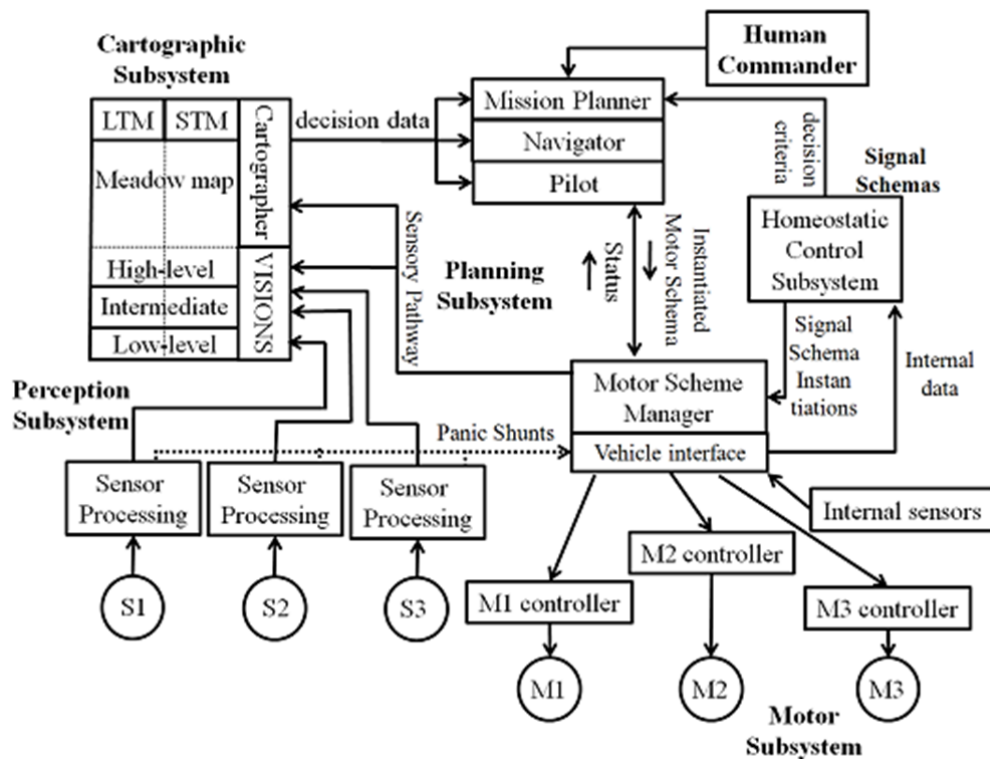 Cartographic
Subsystem
Human
Commander
LTM
STM
Cartographer
decision data
Mission Planner
Navigator
Pilot
decision
criteria
Signal
Schemas
Meadow map
Homeostatic
Control
Subsystem
High-level
Intermediate
Low-level
VISIONS
Sensory Pathway
Planning
Subsystem
Status
Instantiated
Motor Schema
Signal
Schema
Instan
tiations
Internal
data
Perception
Subsystem
Motor Scheme
Manager
Panic Shunts
Vehicle interface
Sensor
Processing
Sensor
Processing
Sensor
Processing
Internal sensors
M2 controller
M1 controller
M3 controller
S1
S2
S3
M1
M2
M3
Motor
Subsystem